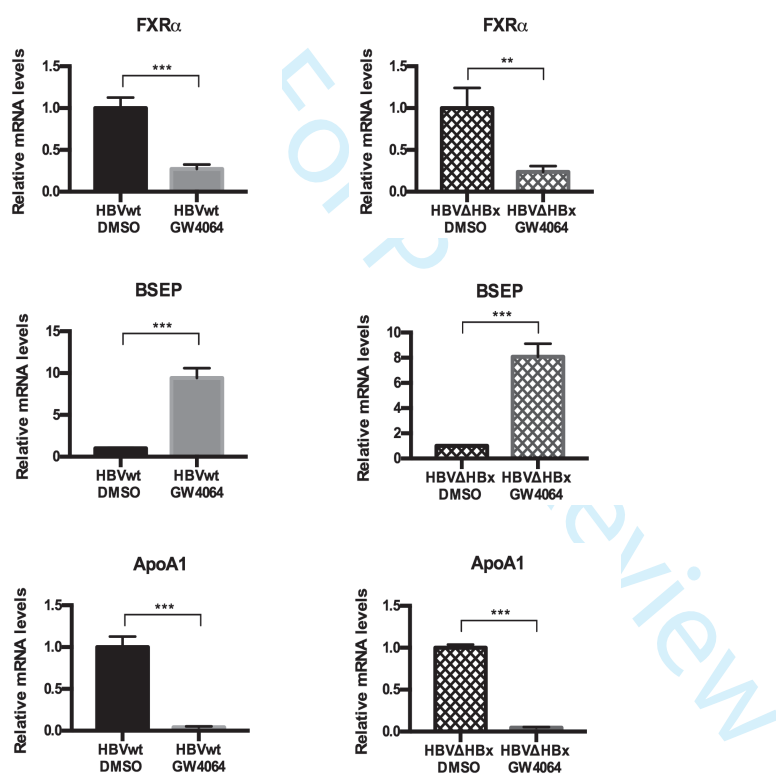 FXRα
Relative mRNA levels
1.5
1.0
0.5
0.0
***
HBVwt HBVwt
DMSO GW4064
FXRα
Relative mRNA levels
1.5
1.0
0.5
0.0
**
HBVΔHBx HBVΔHBx
DMSO GW4064
BSEP
Relative mRNA levels
15
10
5
0
***
HBVwt HBVwt
DMSO GW4064
BSEP
Relative mRNA levels
10
8
6
4
2
0
***
HBVΔHBx HBVΔHBx
DMSO GW4064
ApoA1
Relative mRNA levels
1.5
1.0
0.5
0.0
***
HBVwt HBVwt
DMSO GW4064
ApoA1
Relative mRNA levels
1.5
1.0
0.5
0.0
***
HBVΔHBx HBVΔHBx
DMSO GW4064